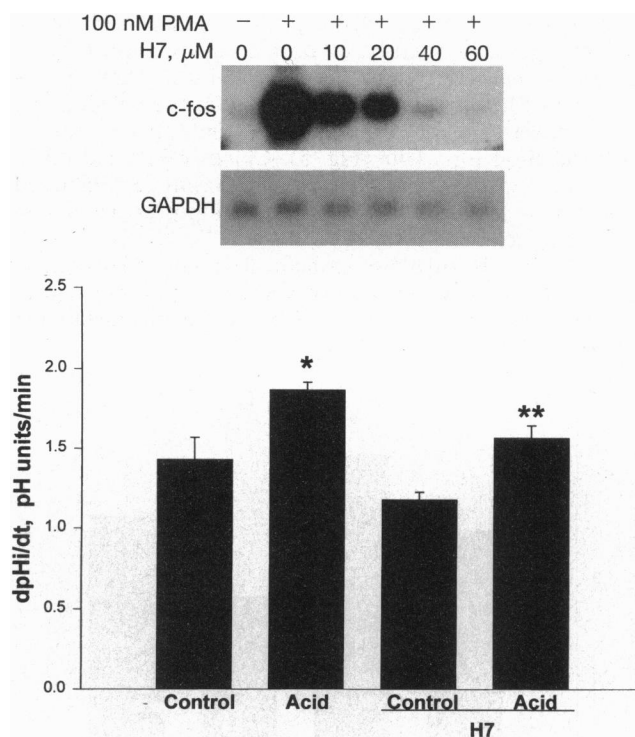 100 nM PMA − + + + + +
H7, μM 0 0 10 20 40 60
c-fos
GAPDH
2.5
2.0
1.5
1.0
0.5
0.0
dpHi/dt, pH units/min
*
**
Control Acid Control Acid
H7